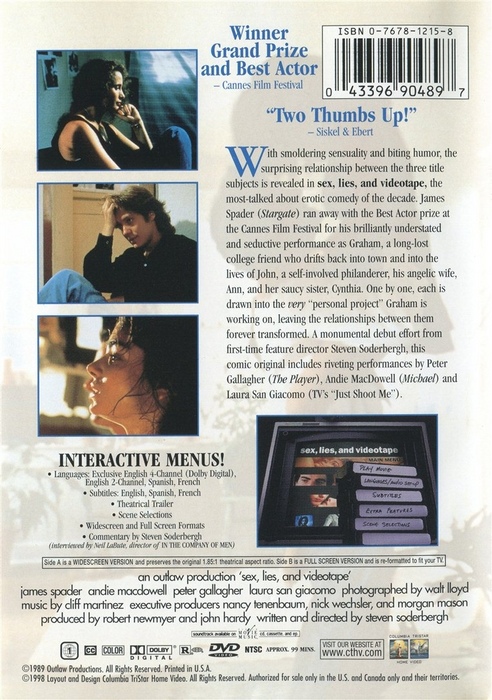 Winner
Grand Prize
and Best Actor
– Cannes Film Festival
ISBN 0-7678-1215-8
0 43396 90489 7
“Two Thumbs Up!”
– Siskel & Ebert
With smoldering sensuality and biting humor, the
surprising relationship between the three title
subjects is revealed in sex, lies, and videotape, the
most-talked about erotic comedy of the decade. James
Spader (Stargate) ran away with the Best Actor prize at
the Cannes Film Festival for his brilliantly understated
and seductive performance as Graham, a long-lost
college friend who drifts back into town and into the
lives of John, a self-involved philanderer, his angelic wife,
Ann, and her saucy sister, Cynthia. One by one, each is
drawn into the very “personal project” Graham is
working on, leaving the relationships between them
forever transformed. A monumental debut effort from
first-time feature director Steven Soderbergh, this
comic original includes riveting performances by Peter
Gallagher (The Player), Andie MacDowell (Michael) and
Laura San Giacomo (TV’s “Just Shoot Me”).
INTERACTIVE MENUS!
• Languages: Exclusive English 4-Channel (Dolby Digital),
English 2-Channel, Spanish, French
• Subtitles: English, Spanish, French
• Theatrical Trailer
• Scene Selections
• Widescreen and Full Screen Formats
• Commentary by Steven Soderbergh
(interviewed by Neil LaBute, director of IN THE COMPANY OF MEN)
sex, lies, and videotape
MAIN MENU
PLAY MOVIE
LANGUAGES/AUDIO SET-UP
SUBTITLES
EXTRA FEATURES
SCENE SELECTIONS
Side A is a WIDESCREEN VERSION and preserves the original 1.85:1 theatrical aspect ratio. Side B is a FULL SCREEN VERSION and is re-formatted to fit your TV.
an outlaw production 'sex, lies, and videotape'
james spader andie macdowell peter gallagher laura san giacomo photographed by walt lloyd
music by cliff martinez executive producers nancy tenenbaum, nick wechsler, and morgan mason
produced by robert newmyer and john hardy written and directed by steven soderbergh
soundtrack available on
cd, cassette, and ep.
CC DOLBY DIGITAL R DVD VIDEO NTSC APPROX. 99 MINS.
VISIT OUR WEBSITE AT
www.cthv.com
COLUMBIA TRISTAR
HOME VIDEO
©1989 Outlaw Productions. All Rights Reserved. Printed in U.S.A.
©1998 Layout and Design Columbia TriStar Home Video. All Rights Reserved. Authorized for sale only in the U.S. and Canada only and their territories.